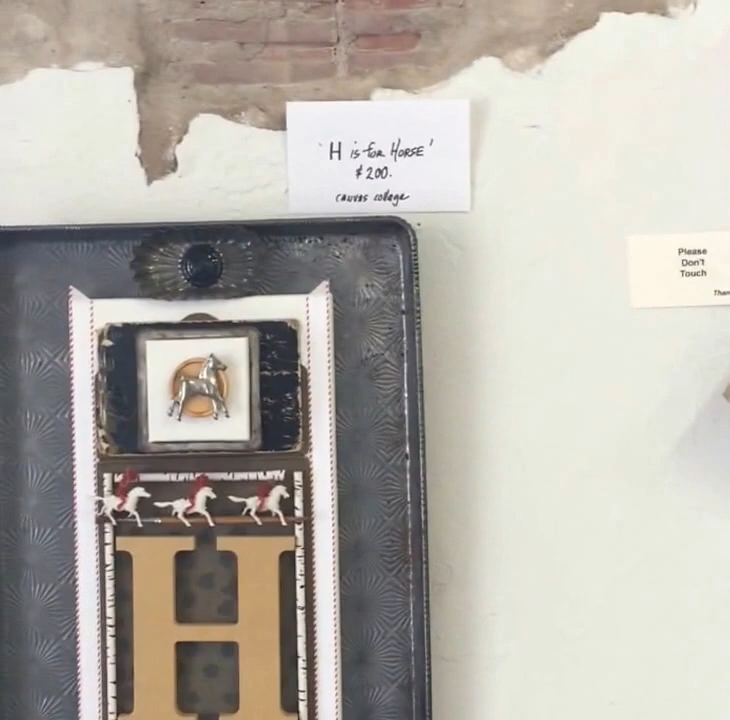 'H is for HORSE'
$200.
canvas collage
Please
Don't
Touch